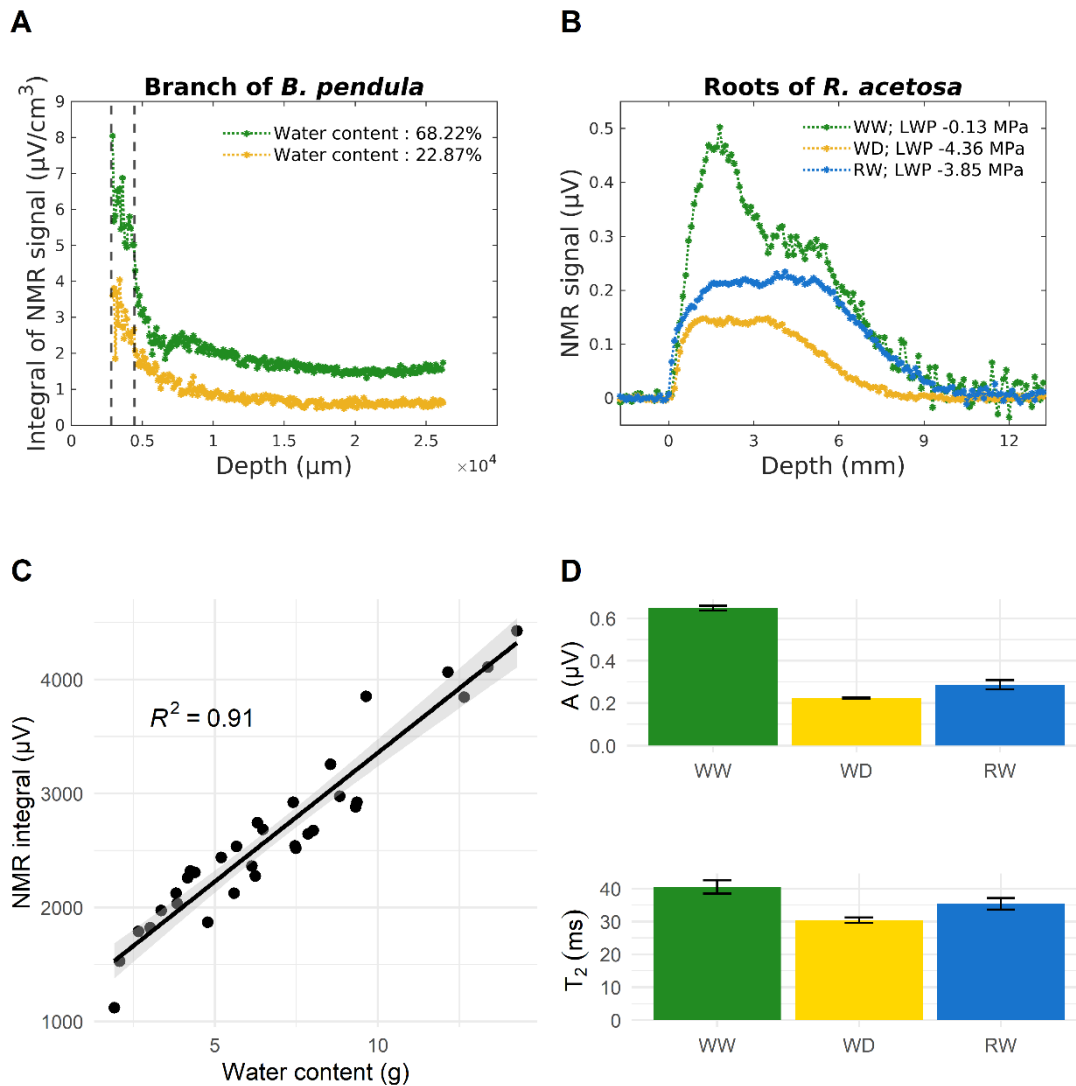 A
Branch of B. pendula
Integral of NMR signal (µV/cm³)
9
8
7
6
5
4
3
2
1
0
Water content : 68.22%
Water content : 22.87%
0
0.5
1.5
2.5
×10⁴
Depth (µm)
B
Roots of R. acetosa
NMR signal (µV)
0.5
0.4
0.3
0.2
0.1
0
WW; LWP -0.13 MPa
WD; LWP -4.36 MPa
RW; LWP -3.85 MPa
0
3
6
9
12
Depth (mm)
C
NMR integral (µV)
4000
3000
2000
1000
R² = 0.91
5
10
Water content (g)
D
A (µV)
0.6
0.4
0.2
0.0
WW
WD
RW
T₂ (ms)
40
30
20
10
0
WW
WD
RW